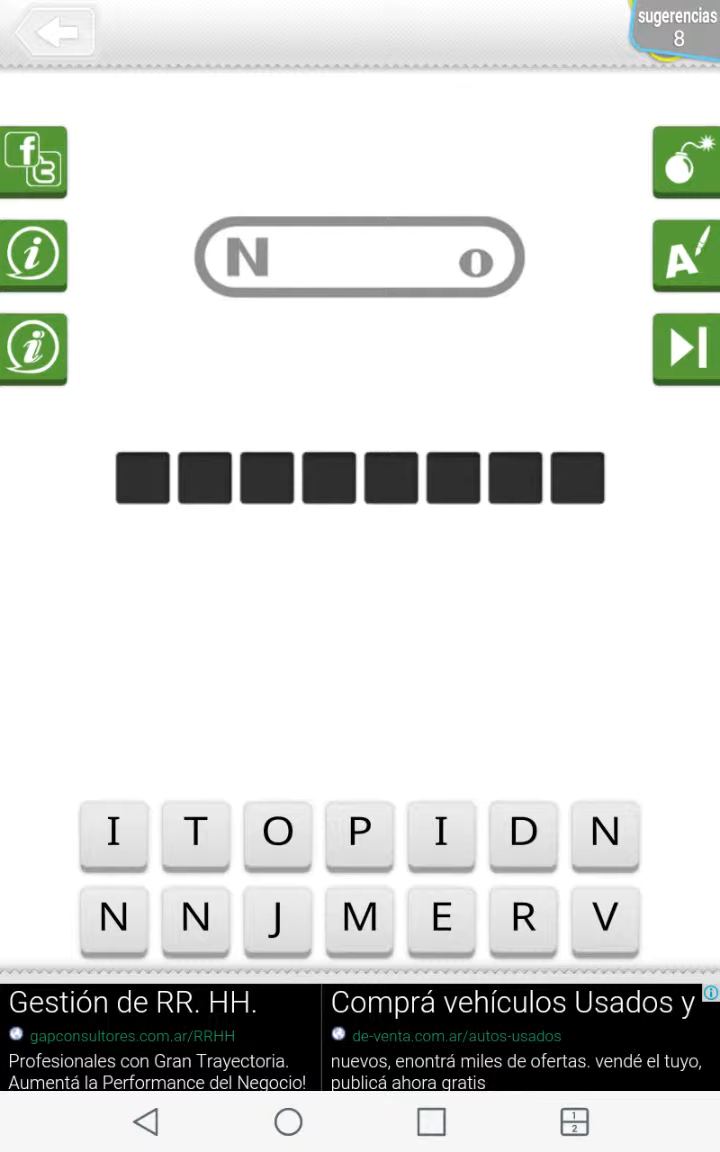 sugerencias
8
f
t
i
i
A
N o
I T O P I D N
N N J M E R V
Gestión de RR. HH.
gapconsultores.com.ar/RRHH
Profesionales con Gran Trayectoria.
Aumentá la Performance del Negocio!
Comprá vehículos Usados y
de-venta.com.ar/autos-usados
nuevos, enontrá miles de ofertas. vendé el tuyo,
publicá ahora gratis
1
2